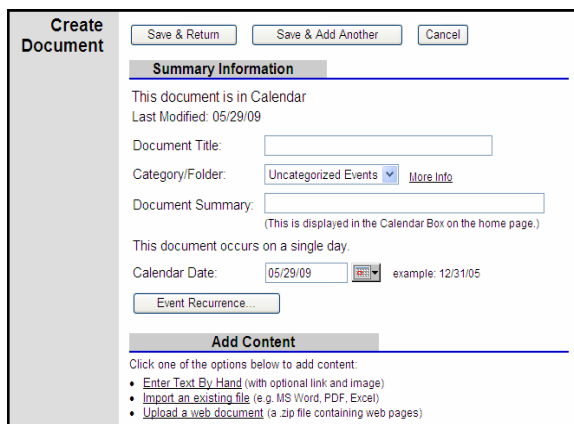 Create Document
Save & Return Save & Add Another Cancel
Summary Information
This document is in Calendar
Last Modified: 05/29/09
Document Title:
Category/Folder: Uncategorized Events More Info
Document Summary:
(This is displayed in the Calendar Box on the home page.)
This document occurs on a single day.
Calendar Date: 05/29/09 example: 12/31/05
Event Recurrence...
Add Content
Click one of the options below to add content:
• Enter Text By Hand (with optional link and image)
• Import an existing file (e.g. MS Word, PDF, Excel)
• Upload a web document (a .zip file containing web pages)